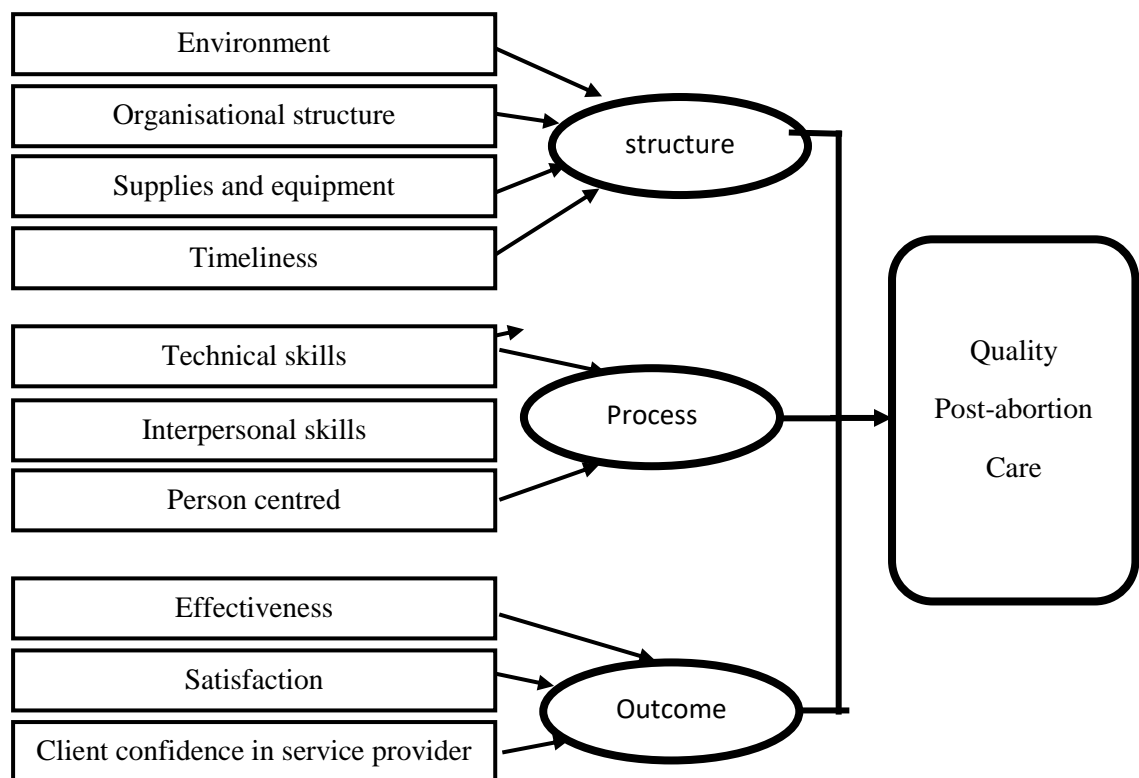 Environment
Organisational structure
Supplies and equipment
Timeliness
structure
Technical skills
Interpersonal skills
Person centred
Process
Effectiveness
Satisfaction
Client confidence in service provider
Outcome
Quality
Post-abortion
Care